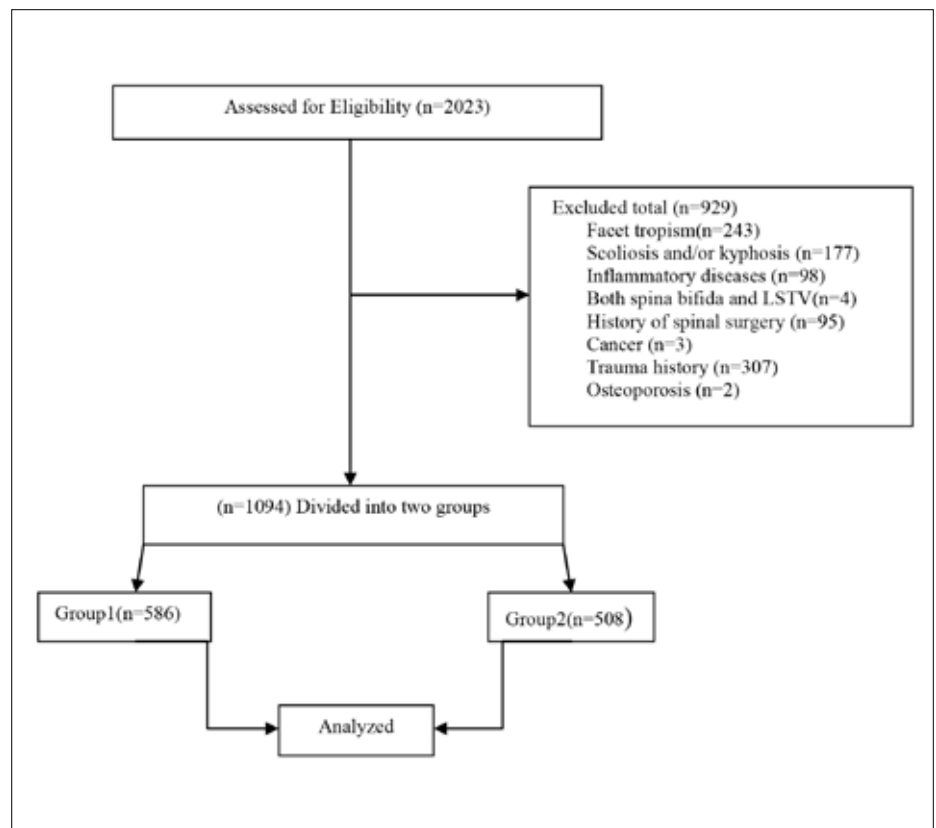 Assessed for Eligibility (n=2023)
Excluded total (n=929)
Facet tropism(n=243)
Scoliosis and/or kyphosis (n=177)
Inflammatory diseases (n=98)
Both spina bifida and LSTV(n=4)
History of spinal surgery (n=95)
Cancer (n=3)
Trauma history (n=307)
Osteoporosis (n=2)
(n=1094) Divided into two groups
Group1(n=586)
Group2(n=508)
Analyzed